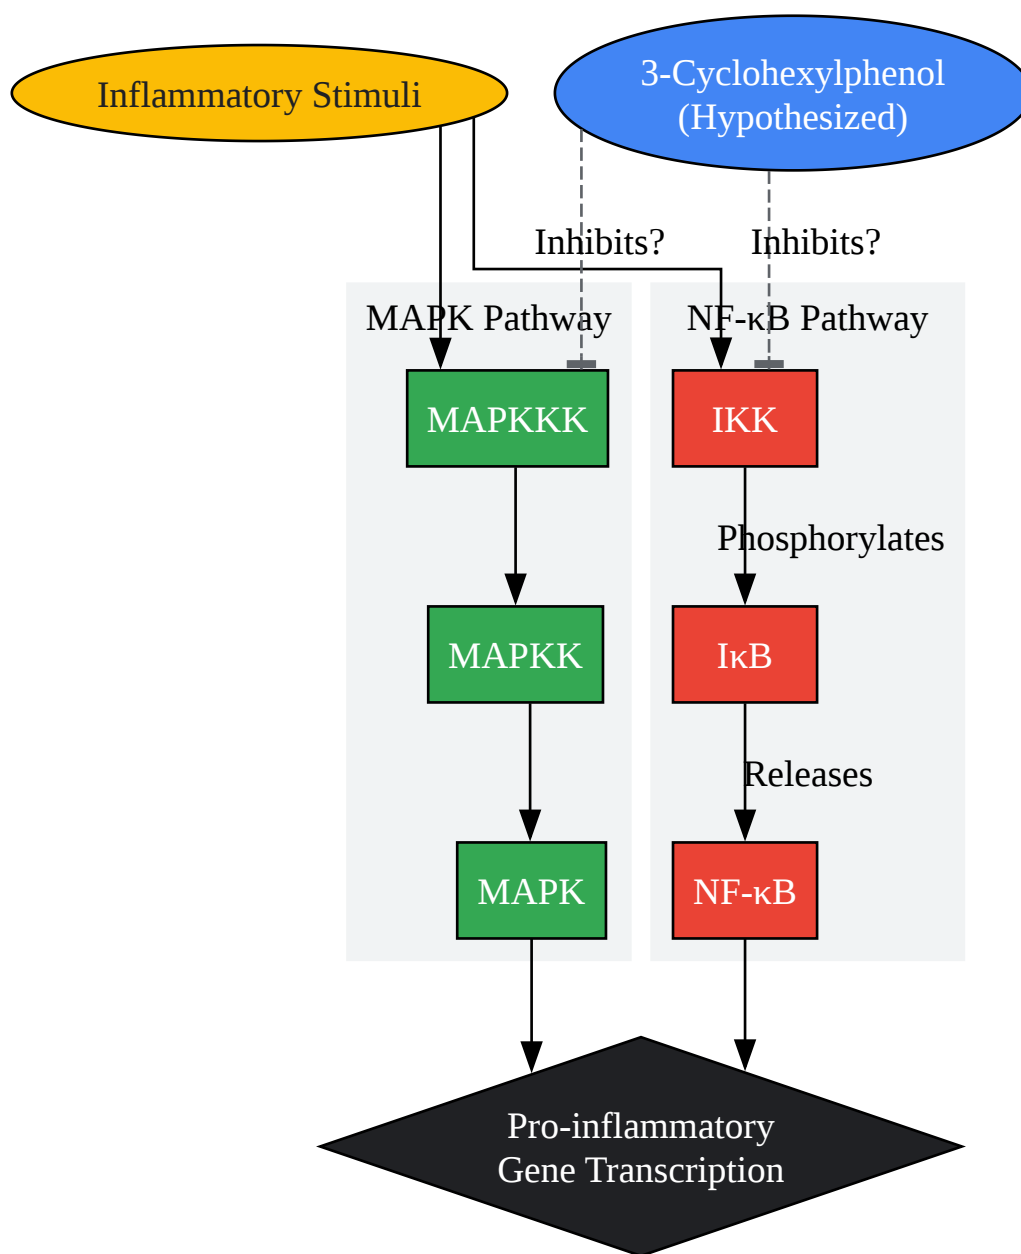 Inflammatory Stimuli
3-Cyclohexylphenol
(Hypothesized)
Inhibits?
Inhibits?
MAPK Pathway
NF-κB Pathway
MAPKKK
IKK
Phosphorylates
MAPKK
IκB
Releases
MAPK
NF-κB
Pro-inflammatory
Gene Transcription